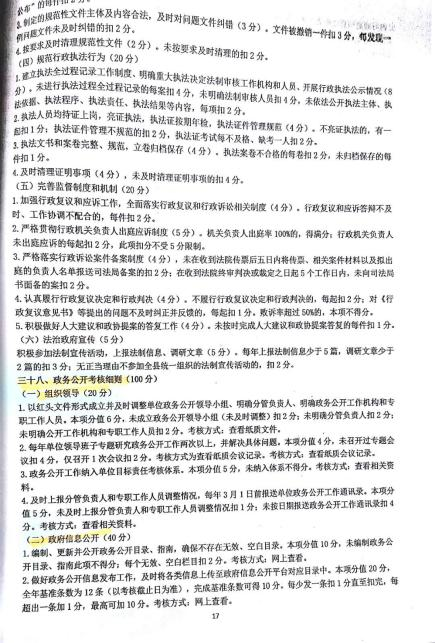 公布”的每件扣2分。
3.制定的规范性文件主体及内容合法，及时对问题文件纠错（3分）。文件被撤销一件扣3分，每发现一
例问题文件未及时纠错的扣2分。
4.按要求及时清理规范性文件（2分）。未按要求及时清理的扣2分。
（四）规范行政执法行为（20分）
1.建立执法全过程记录工作制度、明确重大执法决定法制审核工作机构和人员、开展行政执法公示情况（8
分）。未进行执法过程全过程记录的每案扣4分，未明确法制审核人员扣4分，未依法公开执法主体、执
法依据、执法程序、执法责任、执法结果等内容，每项扣2分。
2.执法人员均持证上岗，亮证执法，执法证按期年检，执法证件管理规范（4分）。不亮证执法的，有一
起扣1分；执法证件管理不规范的扣2分，执法证考试每不及格、缺考一人扣2分。
3.执法文书和案卷完整、规范，立卷归档保存（4分）。执法案卷不合格的每卷扣2分，未归档保存的每
件扣1分。
4.及时清理证明事项（4分），未及时清理证明事项的扣4分。
（五）完善监督制度和机制（20分）
1.加强行政复议和应诉工作，全面落实行政复议和行政诉讼相关制度（4分）。行政复议和应诉答辩不及
时、工作协调不配合的，每件扣2分。
2.严格贯彻行政机关负责人出庭应诉制度（5分）。机关负责人出庭率100%的，得满分；行政机关负责人
未出庭应诉的每起扣2分，此项扣分不受5分限制。
3.严格落实行政诉讼案件备案制度（4分），未在收到法院传票后五日内将传票、相关案件材料以及拟出
庭的负责人名单报送司法局备案的扣2分；在收到法院终审判决或裁定之日起5个工作日内，未向司法局
书面备案的案扣2分。
4.认真履行行政复议决定和行政判决（4分）。不履行行政复议决定和行政判决的，每起扣2分；对《行
政复议意见书》等提出的问题不及时纠正并反馈的，每起扣1分。败诉率超过50%的，本项不得分。
5.积极做好人大建议和政协提案的答复工作（4分）。未按时完成人大建议和政协提案答复的每件扣1分。
（六）法治政府宣传（5分）
积极参加法制宣传活动，上报法制信息、调研文章（5分）。每年上报法制信息少于5篇，调研文章少于
2篇的扣3分；无正当理由不参加全县统一组织的法制宣传活动的，扣2分。
三十八、政务公开考核细则（100分）
（一）组织领导（20分）
1.以红头文件形式成立并及时调整单位政务公开领导小组、明确分管负责人、明确政务公开工作机构和专
职工作人员。本项分值6分，未成立政务公开领导小组（未及时调整）扣2分；未明确分管负责人扣2分；
未明确公开工作机构和专职工作人员扣2分。考核方式：查看纸质文件。
2.每年单位领导班子专题研究政务公开工作两次以上，并解决具体问题。本项分值4分，未召开过专题会
议扣4分，仅召开1次会议扣2分。考核方式为查看纸质会议记录。考核方式：查看纸质会议记录。
3.政务公开工作纳入单位目标责任考核体系。本项分值5分，未纳入体系不得分。考核方式：查看相关资
料。
4.及时上报分管负责人和专职工作人员调整情况，每年3月1日前报送单位政务公开工作通讯录。本项分
值5分，未及时上报分管负责人和专职工作人员调整情况扣1分；未按日期报送政务公开工作通讯录扣4
分。考核方式：查看相关资料。
（二）政府信息公开（40分）
1.编制、更新并公开政务公开目录、指南，确保不存在无效、空白目录。本项分值10分，未编制政务公
开目录、指南此项不得分；每个无效、空白栏目扣2分。考核方式：网上查看。
2.做好政务公开信息发布工作，及时将各类信息上传至政府信息公开平台对应目录中。本项分值20分，
全年基准条数为12条（以考核截止日为准），完成基准条数可得10分。每少发一条扣1分直至扣完，每
超出一条加1分，最高可加10分。考核方式：网上查看。
17